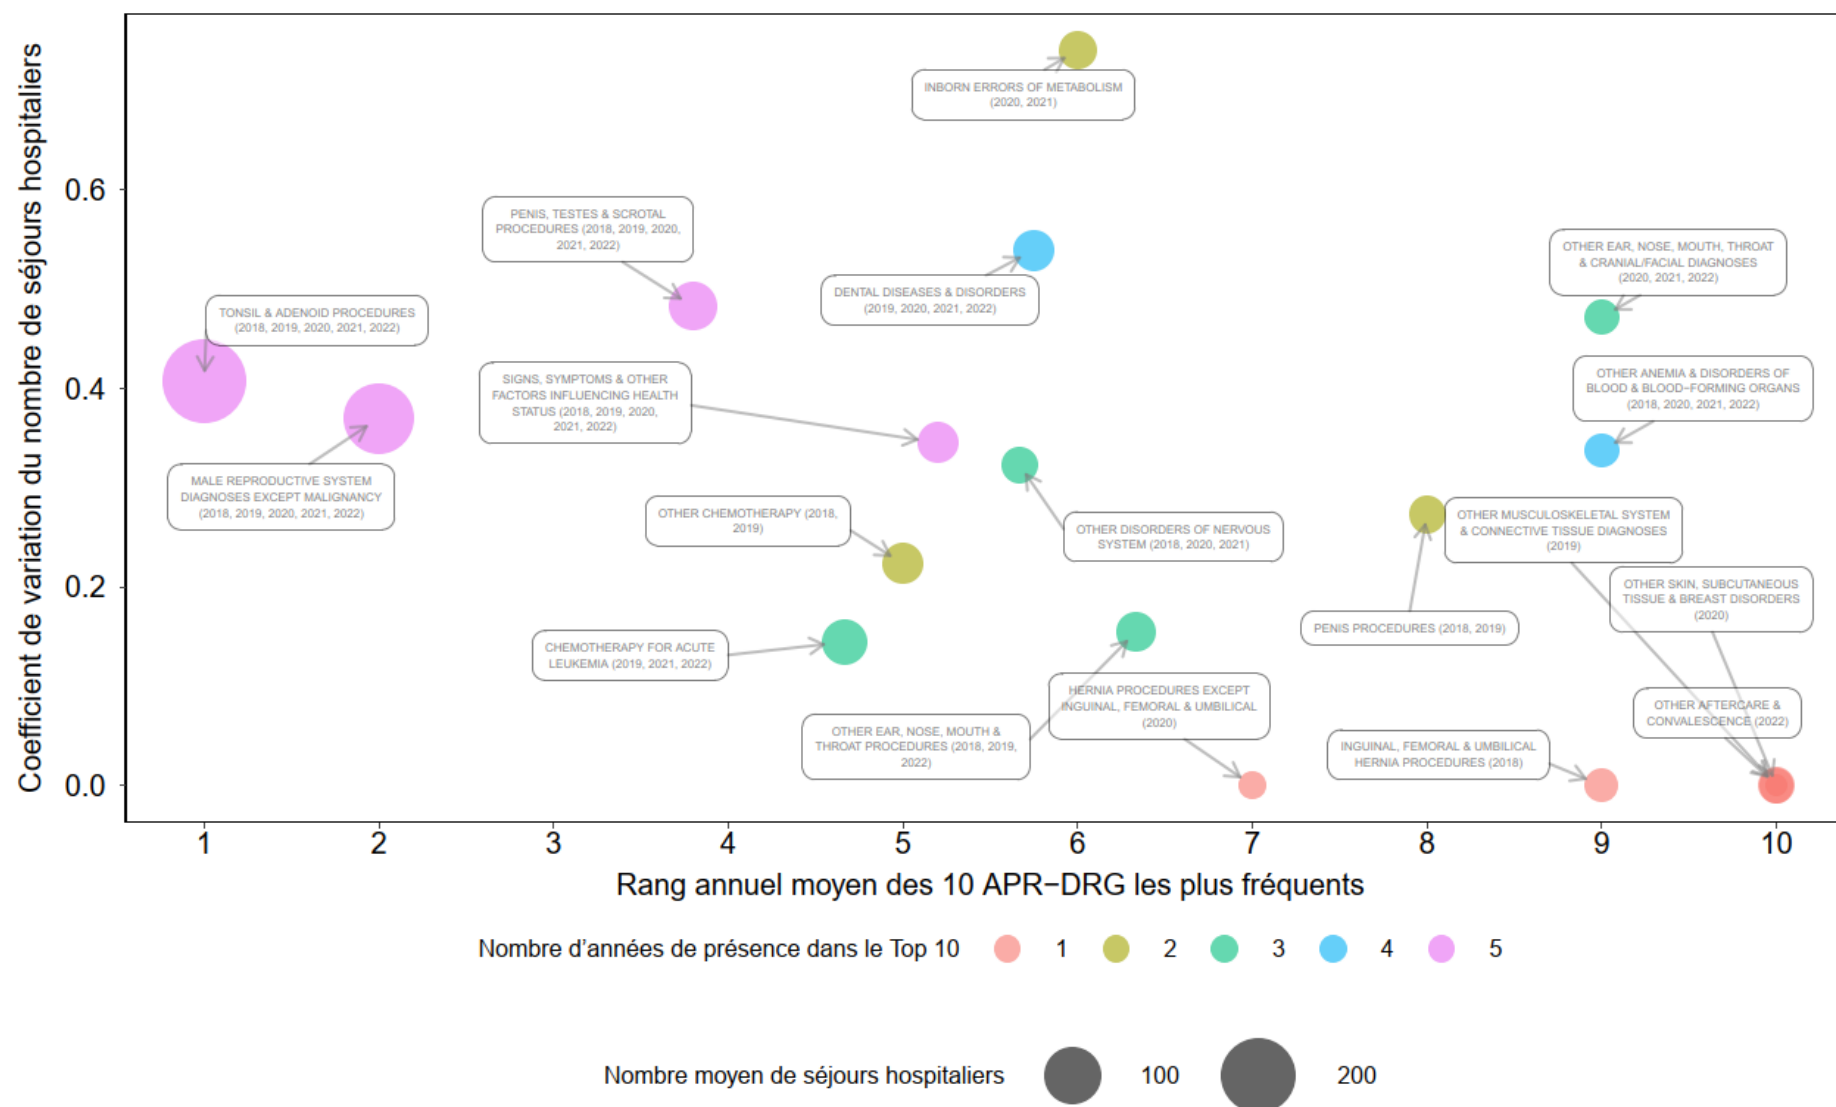 Coefficient de variation du nombre de séjours hospitaliers
0.6
0.4
0.2
0.0
INBORN ERRORS OF METABOLISM
(2020, 2021)
PENIS, TESTES & SCROTAL
PROCEDURES (2018, 2019, 2020,
2021, 2022)
DENTAL DISEASES & DISORDERS
(2019, 2020, 2021, 2022)
OTHER EAR, NOSE, MOUTH, THROAT
& CRANIAL/FACIAL DIAGNOSES
(2020, 2021, 2022)
TONSIL & ADENOID PROCEDURES
(2018, 2019, 2020, 2021, 2022)
SIGNS, SYMPTOMS & OTHER
FACTORS INFLUENCING HEALTH
STATUS (2018, 2019, 2020,
2021, 2022)
OTHER ANEMIA & DISORDERS OF
BLOOD & BLOOD−FORMING ORGANS
(2018, 2020, 2021, 2022)
MALE REPRODUCTIVE SYSTEM
DIAGNOSES EXCEPT MALIGNANCY
(2018, 2019, 2020, 2021, 2022)
OTHER CHEMOTHERAPY (2018,
2019)
OTHER DISORDERS OF NERVOUS
SYSTEM (2018, 2020, 2021)
OTHER MUSCULOSKELETAL SYSTEM
& CONNECTIVE TISSUE DIAGNOSES
(2019)
OTHER SKIN, SUBCUTANEOUS
TISSUE & BREAST DISORDERS
(2020)
PENIS PROCEDURES (2018, 2019)
CHEMOTHERAPY FOR ACUTE
LEUKEMIA (2019, 2021, 2022)
HERNIA PROCEDURES EXCEPT
INGUINAL, FEMORAL & UMBILICAL
(2020)
OTHER AFTERCARE &
CONVALESCENCE (2022)
OTHER EAR, NOSE, MOUTH &
THROAT PROCEDURES (2018, 2019,
2022)
INGUINAL, FEMORAL & UMBILICAL
HERNIA PROCEDURES (2018)
1 2 3 4 5 6 7 8 9 10
Rang annuel moyen des 10 APR−DRG les plus fréquents
Nombre d'années de présence dans le Top 10 1 2 3 4 5
Nombre moyen de séjours hospitaliers 100 200